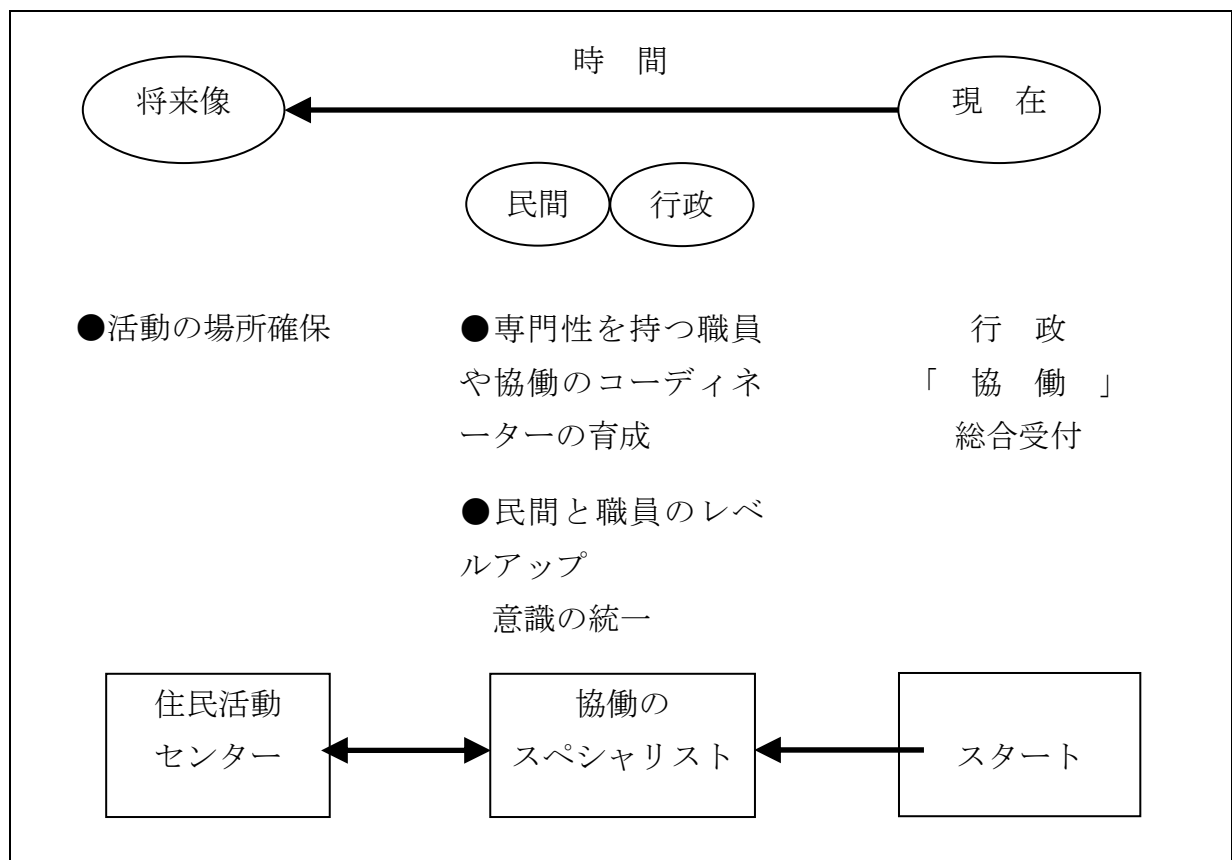 時　間
将来像
現　在
民間
行政
●活動の場所確保
●専門性を持つ職員
や協働のコーディネ
ーターの育成
●民間と職員のレベ
ルアップ
意識の統一
行　政
「　協　働　」
総合受付
住民活動
センター
協働の
スペシャリスト
スタート